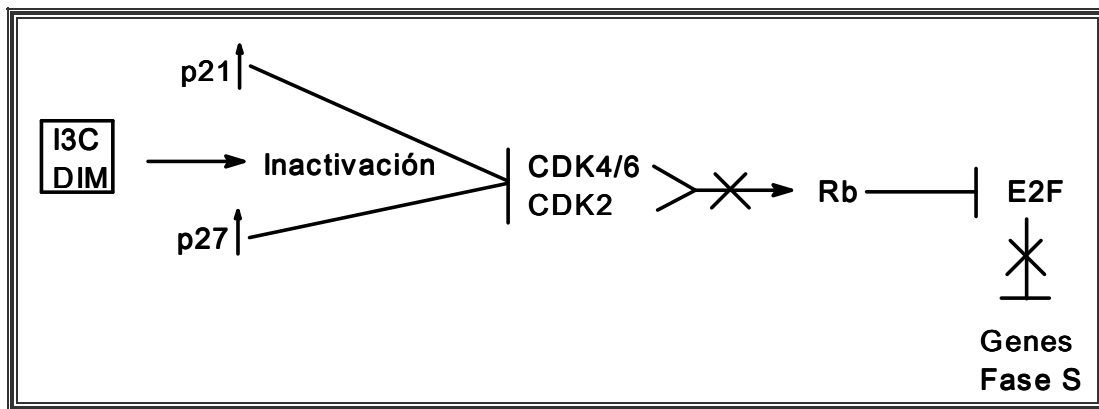 p21
I3C
DIM
Inactivación
p27
CDK4/6
CDK2
Rb
E2F
Genes
Fase S